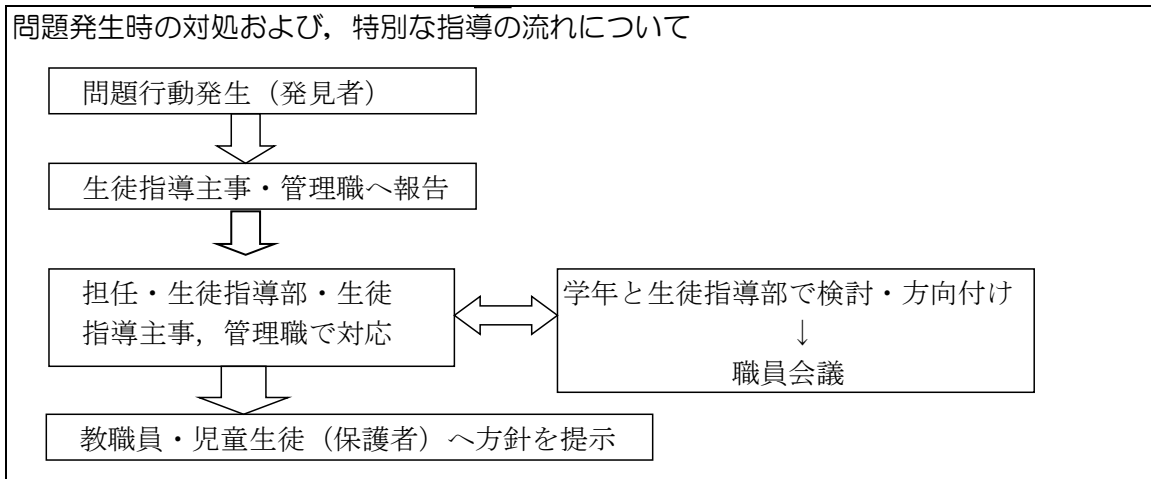 問題発生時の対処および，特別な指導の流れについて
問題行動発生（発見者）
生徒指導主事・管理職へ報告
担任・生徒指導部・生徒
指導主事，管理職で対応
学年と生徒指導部で検討・方向付け
↓
職員会議
教職員・児童生徒（保護者）へ方針を提示